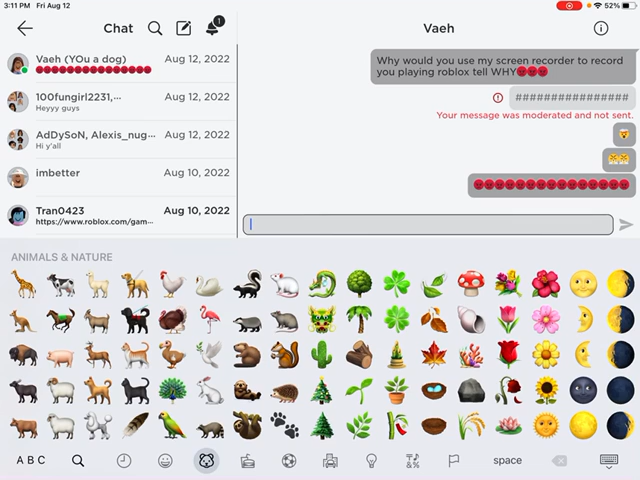 3:11 PM Fri Aug 12
52%
Chat
1
Vaeh
Vaeh (YOu a dog) Aug 12, 2022
100fungirl2231,... Aug 12, 2022
Heyyy guys
AdDySoN, Alexis_nug... Aug 12, 2022
Hi y'all
imbetter Aug 10, 2022
Tran0423 Aug 10, 2022
https://www.roblox.com/gam...
Why would you use my screen recorder to record
you playing roblox tell WHY😡😡😡
################
Your message was moderated and not sent.
ANIMALS & NATURE
ABC
space